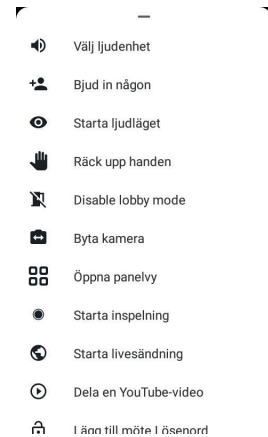 Välj ljudenhet
Bjud in någon
Starta ljudläget
Räck upp handen
Disable lobby mode
Byta kamera
Öppna panelvy
Starta inspelning
Starta livesändning
Dela en YouTube-video
Lägg till möte Lösenord